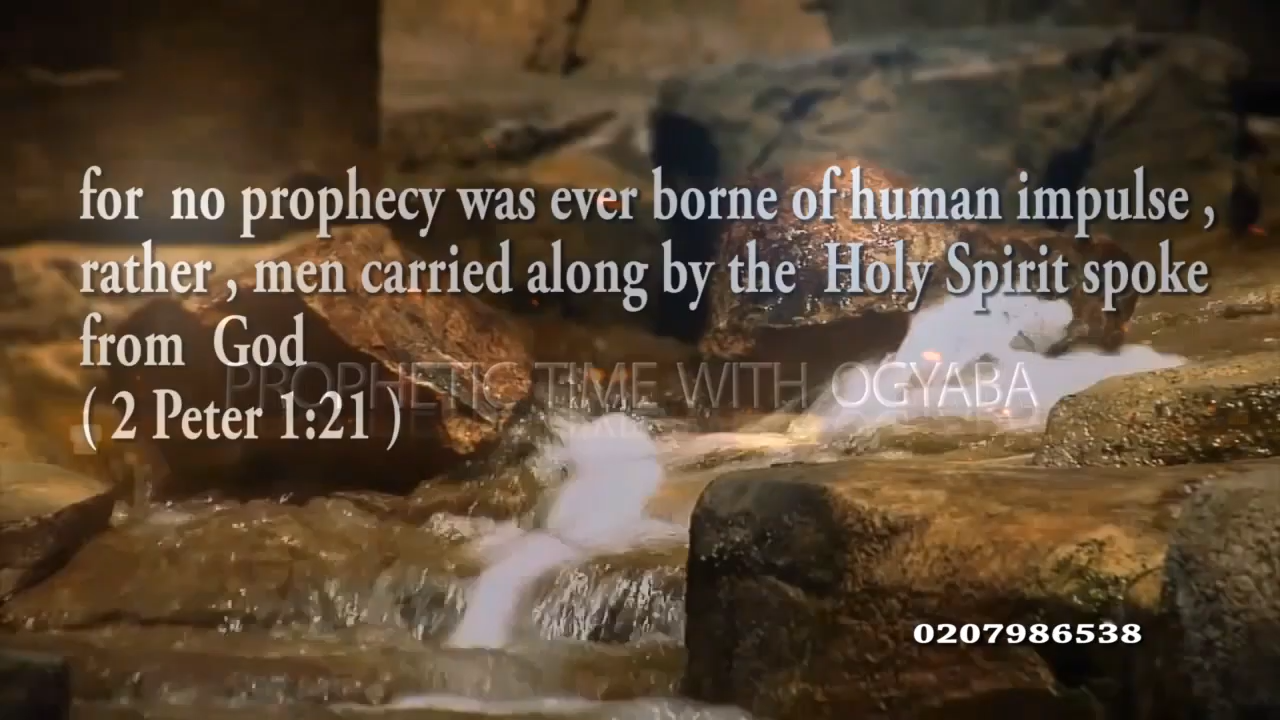 for no prophecy was ever borne of human impulse ,
rather , men carried along by the Holy Spirit spoke
from God
PROPHETIC TIME WITH OGYABA
( 2 Peter 1:21 )
0207986538